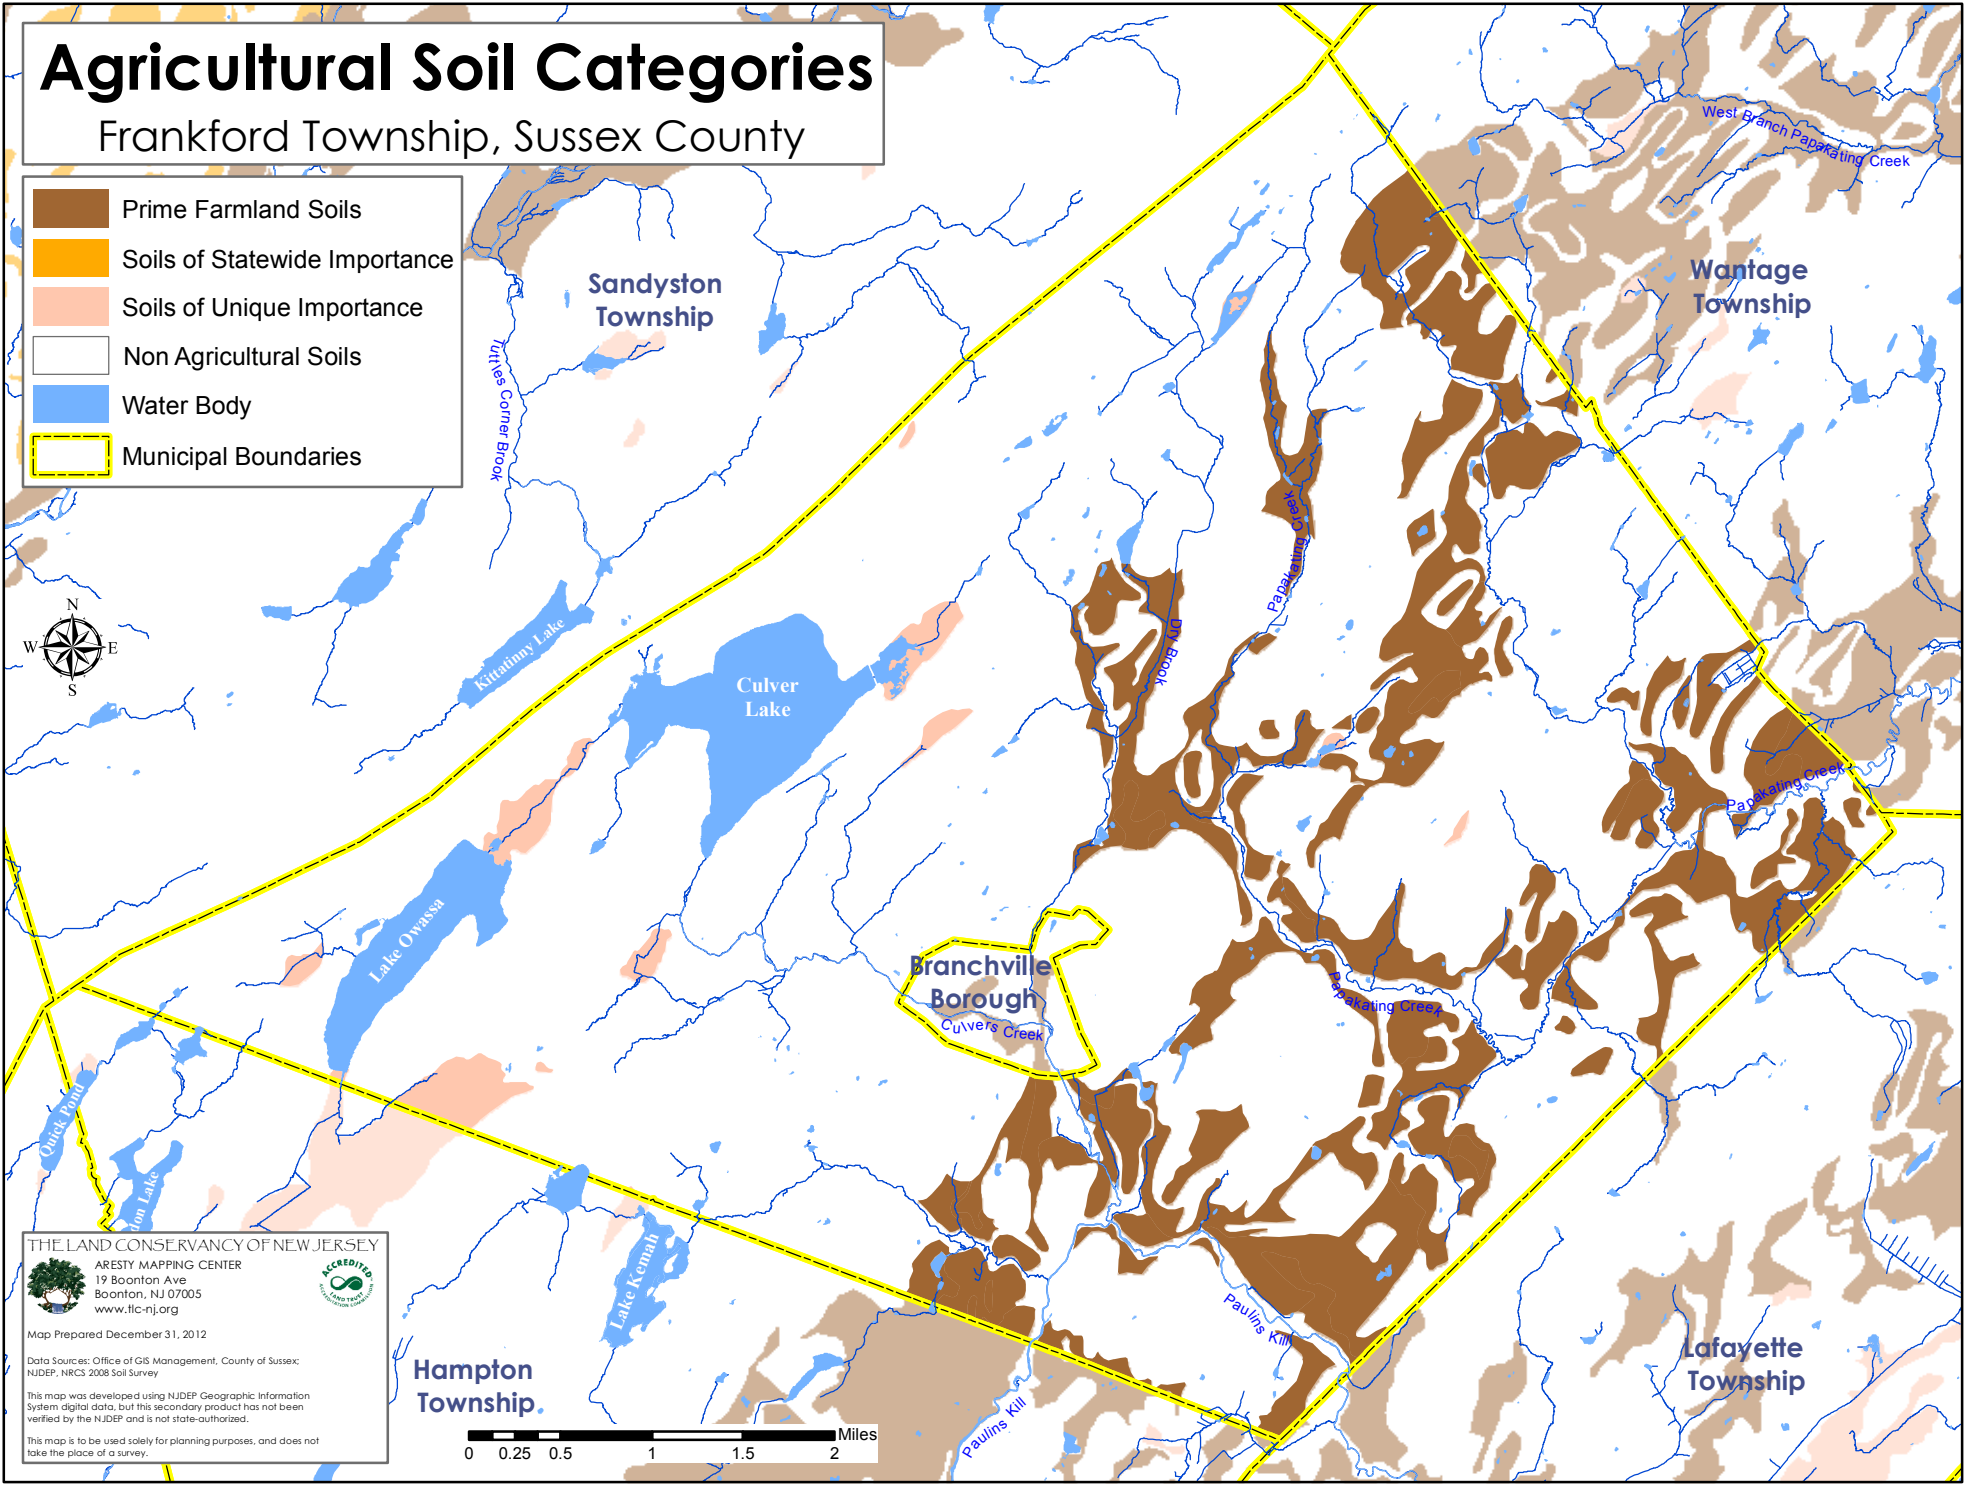 Agricultural Soil Categories
Frankford Township, Sussex County
Prime Farmland Soils
Soils of Statewide Importance
Soils of Unique Importance
Non Agricultural Soils
Water Body
Municipal Boundaries
West Branch Papakating Creek
Sandyston
Township
Wantage
Township
Tuttles Corner Brook
Papakating Creek
N
W
E
S
Kittatinny Lake
Dry Brook
Culver
Lake
Papakating Creek
Lake Owassa
Branchville
Borough
Culvers Creek
Papakating Creek
Quick Pond
don Lake
Lake Kemah
Paulins Kill
Hampton
Township
Lafayette
Township
Paulins Kill
Miles
0 0.25 0.5 1 1.5 2
THE LAND CONSERVANCY OF NEW JERSEY
ARESTY MAPPING CENTER
19 Boonton Ave
Boonton, NJ 07005
www.tlc-nj.org
ACCREDITED
LAND TRUST
ACCREDITATION COMMISSION
Map Prepared December 31, 2012
Data Sources: Office of GIS Management, County of Sussex;
NJDEP, NRCS 2008 Soil Survey
This map was developed using NJDEP Geographic Information
System digital data, but this secondary product has not been
verified by the NJDEP and is not state-authorized.
This map is to be used solely for planning purposes, and does not
take the place of a survey.